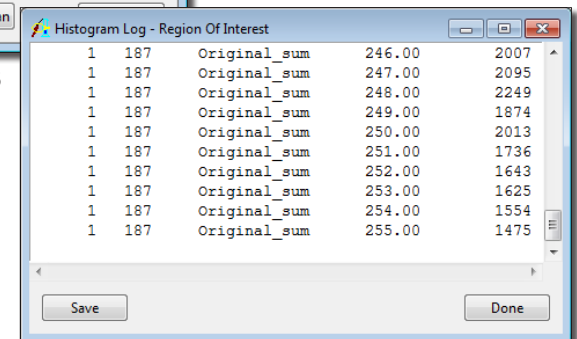 Histogram Log - Region Of Interest
1 187 Original_sum 246.00 2007
1 187 Original_sum 247.00 2095
1 187 Original_sum 248.00 2249
1 187 Original_sum 249.00 1874
1 187 Original_sum 250.00 2013
1 187 Original_sum 251.00 1736
1 187 Original_sum 252.00 1643
1 187 Original_sum 253.00 1625
1 187 Original_sum 254.00 1554
1 187 Original_sum 255.00 1475
Save Done